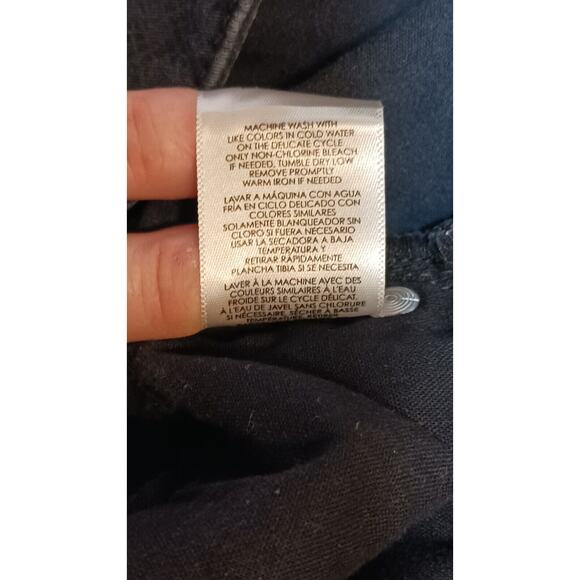 MACHINE WASH WITH
LIKE COLORS IN COLD WATER
ON THE DELICATE CYCLE
ONLY NON-CHLORINE BLEACH
IF NEEDED, TUMBLE DRY LOW
REMOVE PROMPTLY
WARM IRON IF NEEDED
LAVAR A MÁQUINA CON AGUA
FRÍA EN CICLO DELICADO CON
COLORES SIMILARES
SOLAMENTE BLANQUEADOR SIN
CLORO SI FUERA NECESARIO
USAR LA SECADORA A BAJA
TEMPERATURA Y
RETIRAR RÁPIDAMENTE
PLANCHA TIBIA SI SE NECESITA
LAVER À LA MACHINE AVEC DES
COULEURS SIMILAIRES À L'EAU
FROIDE SUR LE CYCLE DÉLICAT.
À L'EAU DE JAVEL SANS CHLORURE
SI NÉCESSAIRE, SÉCHER À BASSE
TEMPÉRATURE, RETIRER